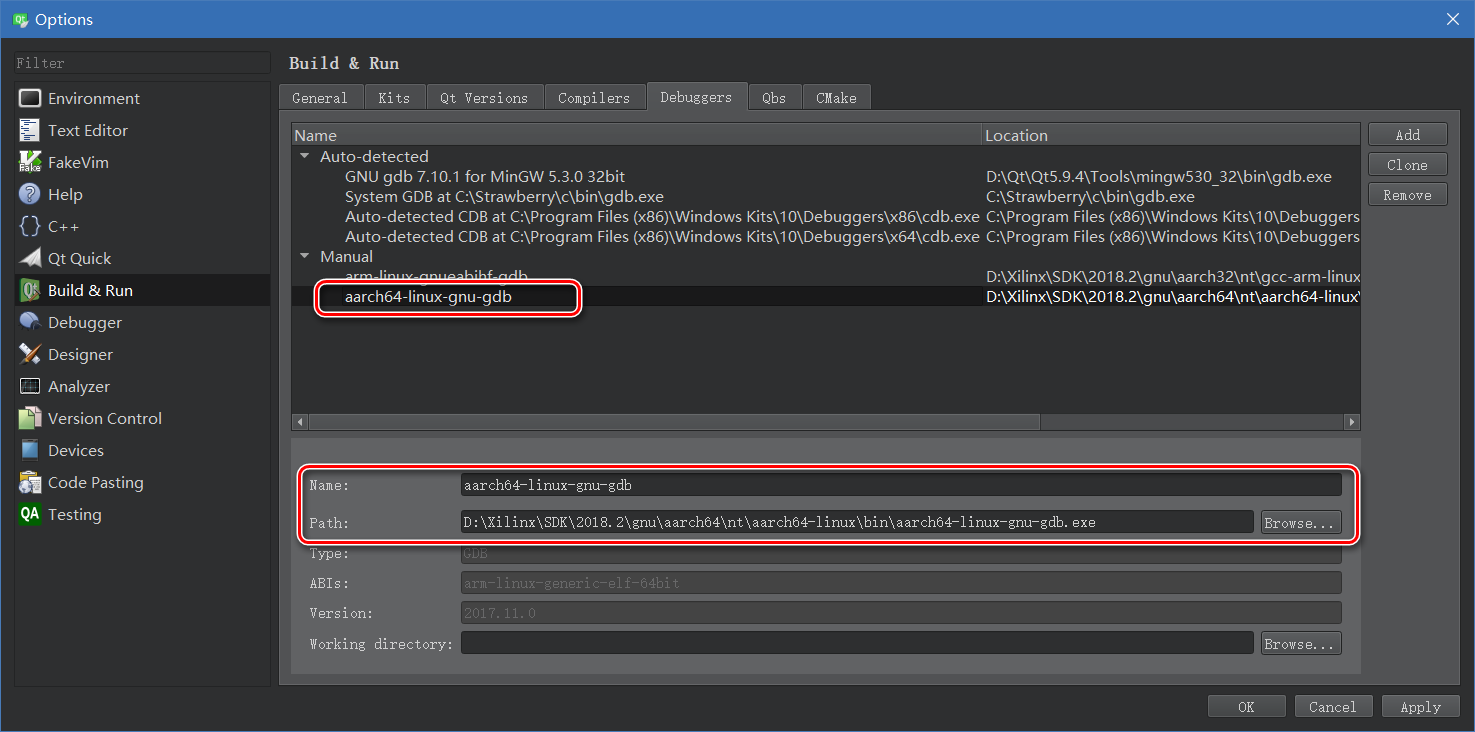 Qt Options
Filter
Environment
Text Editor
Fake FakeVim
? Help
{} C++
Qt Quick
Qt Build & Run
Debugger
Designer
Analyzer
Version Control
Devices
Code Pasting
QA Testing
Build & Run
General Kits Qt Versions Compilers Debuggers Qbs CMake
Name Location
Auto-detected
GNU gdb 7.10.1 for MinGW 5.3.0 32bit D:\Qt\Qt5.9.4\Tools\mingw530_32\bin\gdb.exe
System GDB at C:\Strawberry\c\bin\gdb.exe C:\Strawberry\c\bin\gdb.exe
Auto-detected CDB at C:\Program Files (x86)\Windows Kits\10\Debuggers\x86\cdb.exe C:\Program Files (x86)\Windows Kits\10\Debuggers
Auto-detected CDB at C:\Program Files (x86)\Windows Kits\10\Debuggers\x64\cdb.exe C:\Program Files (x86)\Windows Kits\10\Debuggers
Manual
arm-linux-gnueabihf-gdb D:\Xilinx\SDK\2018.2\gnu\aarch32\nt\gcc-arm-linux
aarch64-linux-gnu-gdb D:\Xilinx\SDK\2018.2\gnu\aarch64\nt\aarch64-linux\
Add
Clone
Remove
Name: aarch64-linux-gnu-gdb
Path: D:\Xilinx\SDK\2018.2\gnu\aarch64\nt\aarch64-linux\bin\aarch64-linux-gnu-gdb.exe Browse...
Type: GDB
ABIs: arm-linux-generic-elf-64bit
Version: 2017.11.0
Working directory: Browse...
OK Cancel Apply